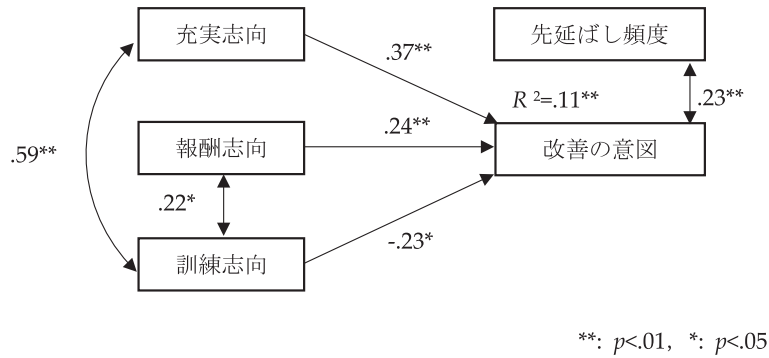 充実志向
先延ばし頻度
.37**
R ²=.11**
.23**
.24**
報酬志向
改善の意図
.59**
.22*
-.23*
訓練志向
**: p<.01, *: p<.05